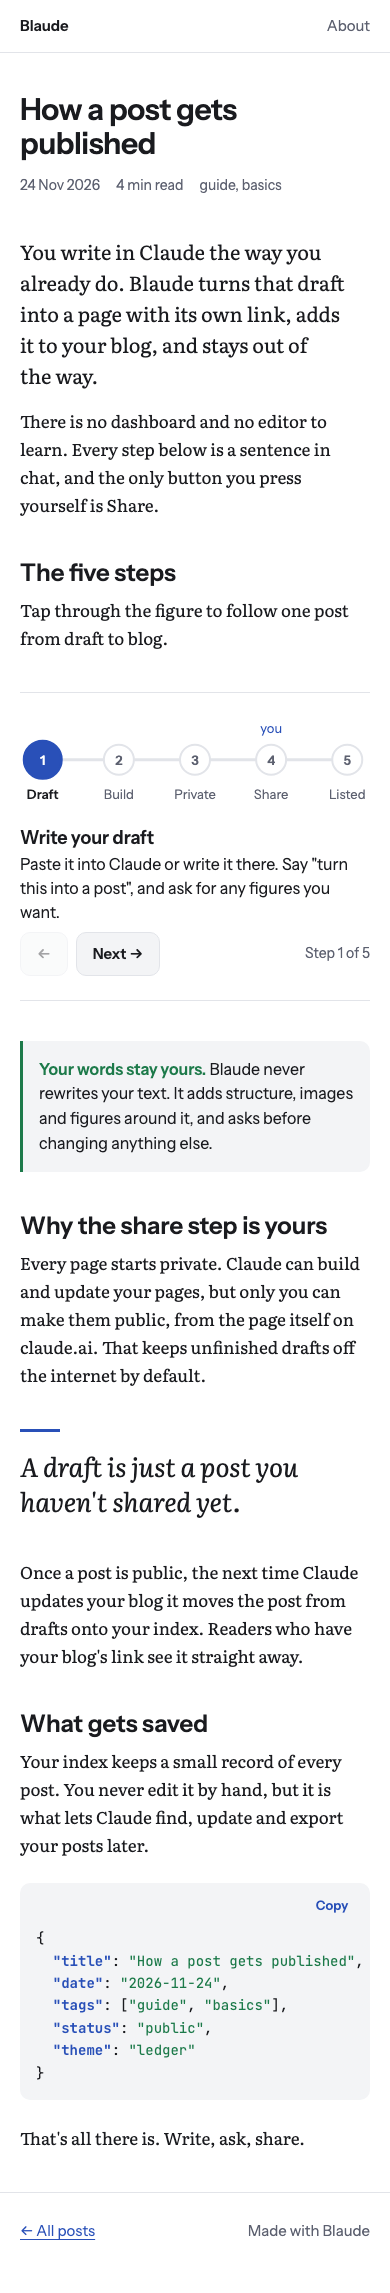 Blaude About
How a post gets
published
24 Nov 2026 4 min read guide, basics
You write in Claude the way you
already do. Blaude turns that draft
into a page with its own link, adds
it to your blog, and stays out of
the way.
There is no dashboard and no editor to
learn. Every step below is a sentence in
chat, and the only button you press
yourself is Share.
The five steps
Tap through the figure to follow one post
from draft to blog.
you
1 2 3 4 5
Draft Build Private Share Listed
Write your draft
Paste it into Claude or write it there. Say "turn
this into a post", and ask for any figures you
want.
← Next → Step 1 of 5
Your words stay yours. Blaude never
rewrites your text. It adds structure, images
and figures around it, and asks before
changing anything else.
Why the share step is yours
Every page starts private. Claude can build
and update your pages, but only you can
make them public, from the page itself on
claude.ai. That keeps unfinished drafts off
the internet by default.
A draft is just a post you
haven't shared yet.
Once a post is public, the next time Claude
updates your blog it moves the post from
drafts onto your index. Readers who have
your blog's link see it straight away.
What gets saved
Your index keeps a small record of every
post. You never edit it by hand, but it is
what lets Claude find, update and export
your posts later.
Copy
{
"title": "How a post gets published",
"date": "2026-11-24",
"tags": ["guide", "basics"],
"status": "public",
"theme": "ledger"
}
That's all there is. Write, ask, share.
← All posts Made with Blaude